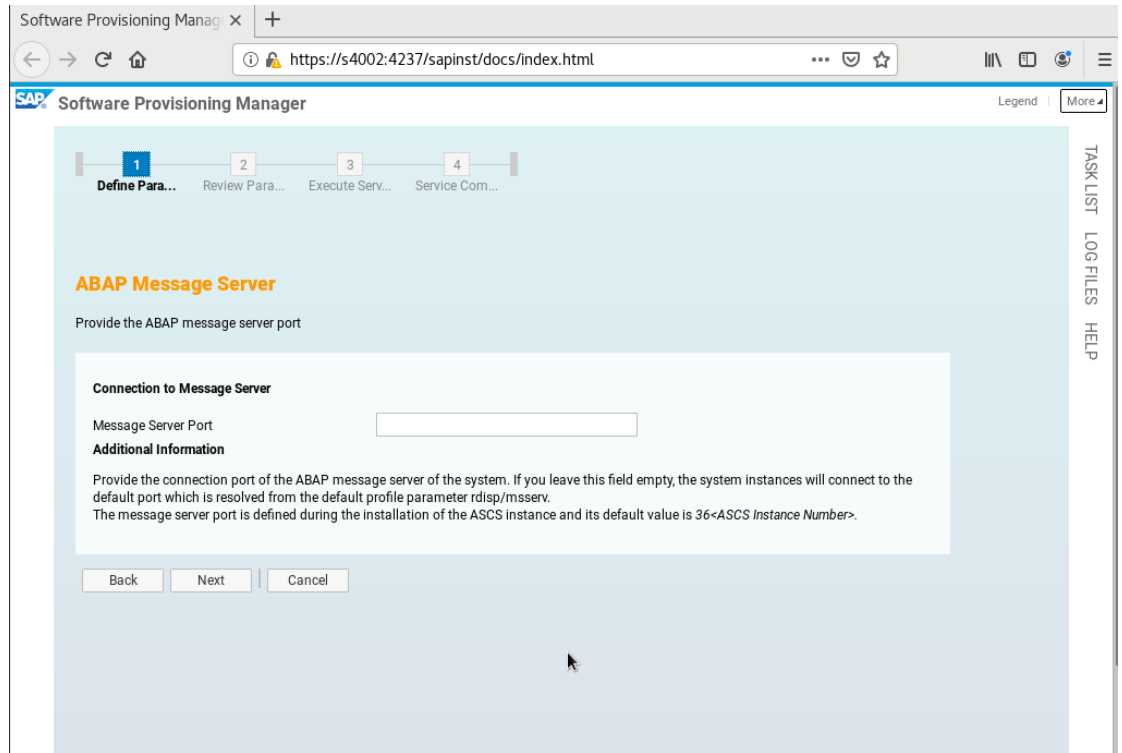 Software Provisioning Manag
https://s4002:4237/sapinst/docs/index.html
SAP Software Provisioning Manager
Legend
More
1
2
3
4
Define Para...
Review Para...
Execute Serv...
Service Com...
TASK LIST
LOG FILES
HELP
ABAP Message Server
Provide the ABAP message server port
Connection to Message Server
Message Server Port
Additional Information
Provide the connection port of the ABAP message server of the system. If you leave this field empty, the system instances will connect to the
default port which is resolved from the default profile parameter rdisp/msserv.
The message server port is defined during the installation of the ASCS instance and its default value is 36<ASCS Instance Number>.
Back
Next
Cancel